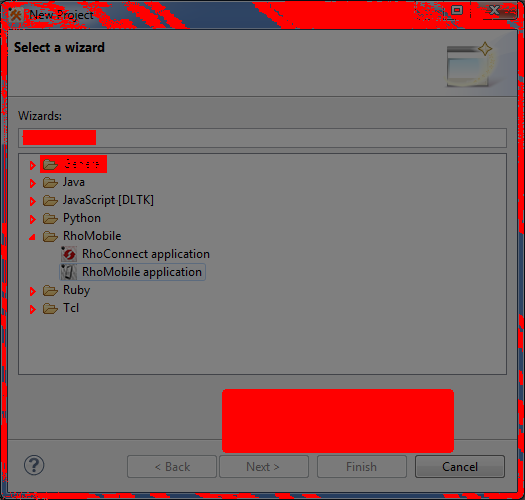 New Project
Select a wizard
Wizards:
General
Java
JavaScript [DLTK]
Python
RhoMobile
RhoConnect application
RhoMobile application
Ruby
Tcl
?
< Back
Next >
Finish
Cancel